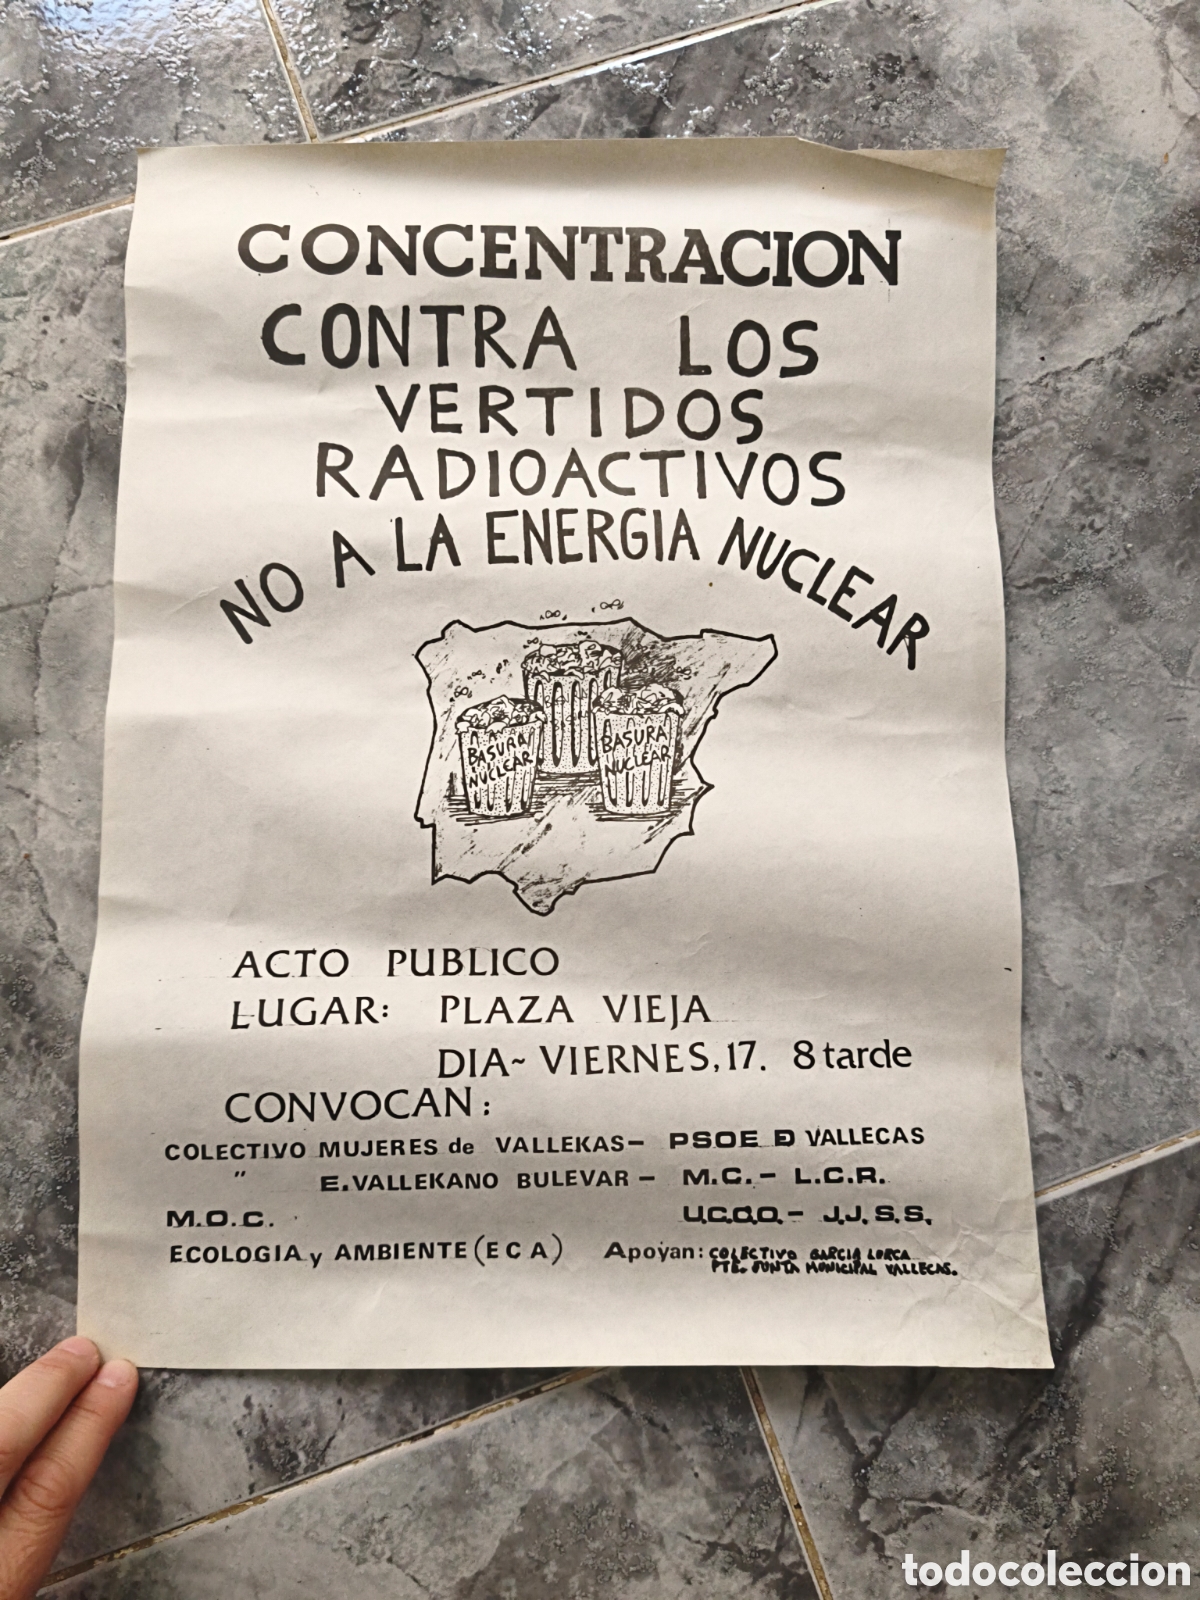 CONCENTRACION
CONTRA LOS
VERTIDOS
RADIOACTIVOS
NO A LA ENERGIA NUCLEAR
BASURA
NUCLEAR
BASURA
NUCLEAR
ACTO PUBLICO
LUGAR: PLAZA VIEJA
DIA~ VIERNES, 17. 8 tarde
CONVOCAN:
COLECTIVO MUJERES de VALLEKAS- PSOE D VALLECAS
" E. VALLEKANO BULEVAR - M.C.- L.C.R.
M.O.C. U.C.O.O.- J.J.S.S.
ECOLOGIA y AMBIENTE (ECA) Apoyan: COLECTIVO GARCIA LORCA
PTE. JUNTA MUNICIPAL VALLECAS.
todocoleccion